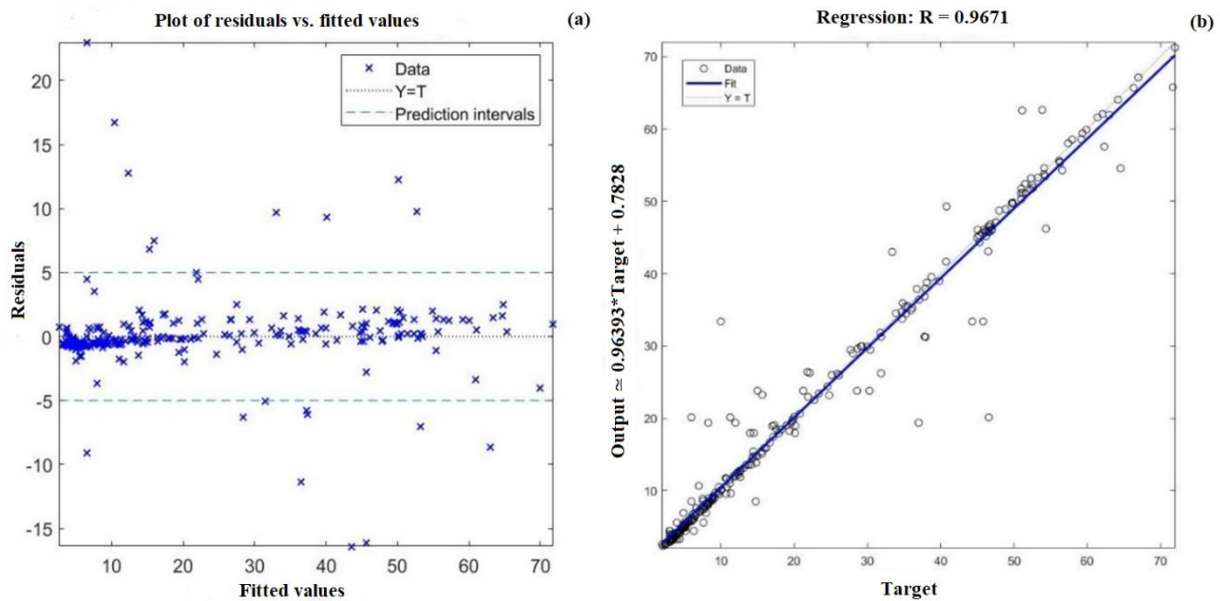 Plot of residuals vs. fitted values
(a)
Residuals
20
15
10
5
0
-5
-10
-15
Data
Y=T
Prediction intervals
10
20
30
40
50
60
70
Fitted values
Regression: R = 0.9671
(b)
Output ≃ 0.96393*Target + 0.7828
70
60
50
40
30
20
10
Data
Fit
Y = T
10
20
30
40
50
60
70
Target